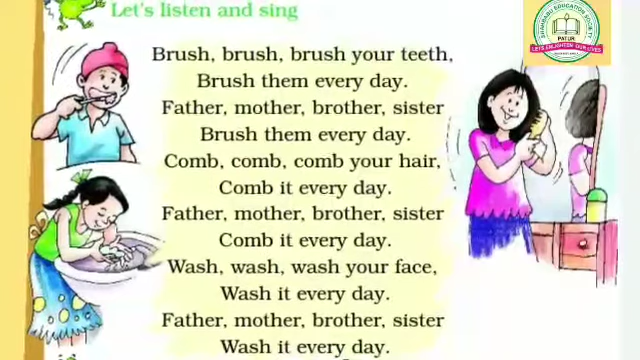 Let's listen and sing
Brush, brush, brush your teeth,
Brush them every day.
Father, mother, brother, sister
Brush them every day.
Comb, comb, comb your hair,
Comb it every day.
Father, mother, brother, sister
Comb it every day.
Wash, wash, wash your face,
Wash it every day.
Father, mother, brother, sister
Wash it every day.
PATUR
LET'S ENLIGHTEN OUR LIVES